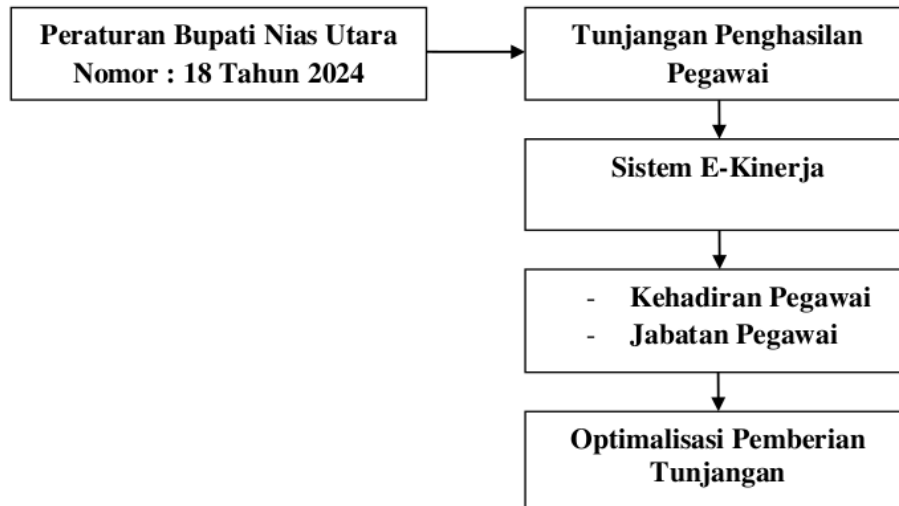 Peraturan Bupati Nias Utara
Nomor : 18 Tahun 2024
Tunjangan Penghasilan
Pegawai
Sistem E-Kinerja
- Kehadiran Pegawai
- Jabatan Pegawai
Optimalisasi Pemberian
Tunjangan